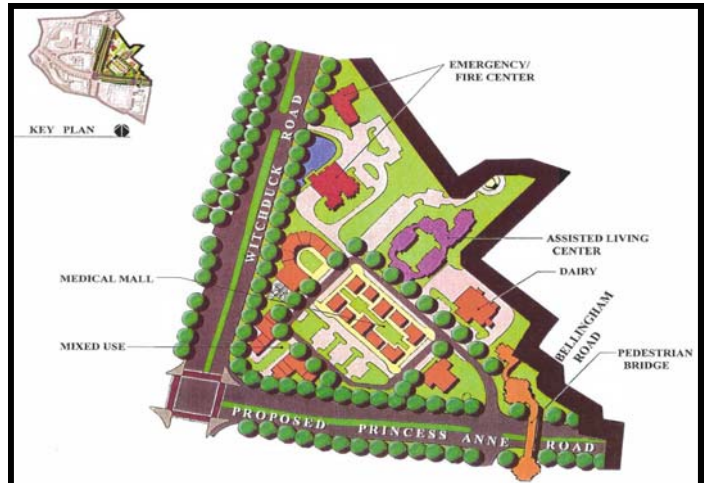 KEY PLAN
EMERGENCY/
FIRE CENTER
WITCHDUCK ROAD
ASSISTED LIVING
CENTER
DAIRY
MEDICAL MALL
BELLINGHAM
ROAD
MIXED USE
PEDESTRIAN
BRIDGE
PROPOSED PRINCESS ANNE ROAD